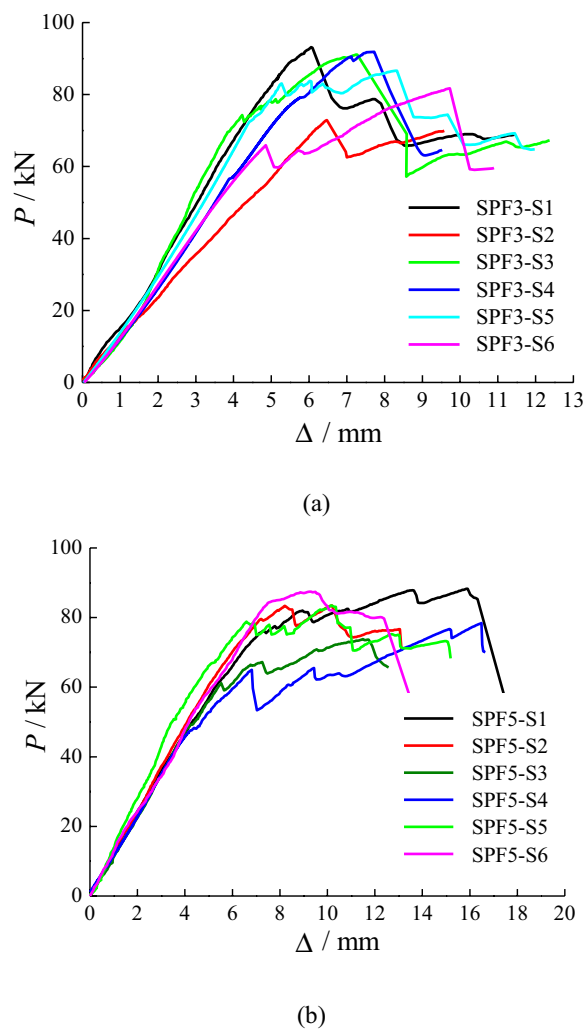 100
80
60
40
20
0
P / kN
SPF3-S1
SPF3-S2
SPF3-S3
SPF3-S4
SPF3-S5
SPF3-S6
0 1 2 3 4 5 6 7 8 9 10 11 12 13
Δ / mm
(a)
100
80
60
40
20
0
P / kN
SPF5-S1
SPF5-S2
SPF5-S3
SPF5-S4
SPF5-S5
SPF5-S6
0 2 4 6 8 10 12 14 16 18 20
Δ / mm
(b)